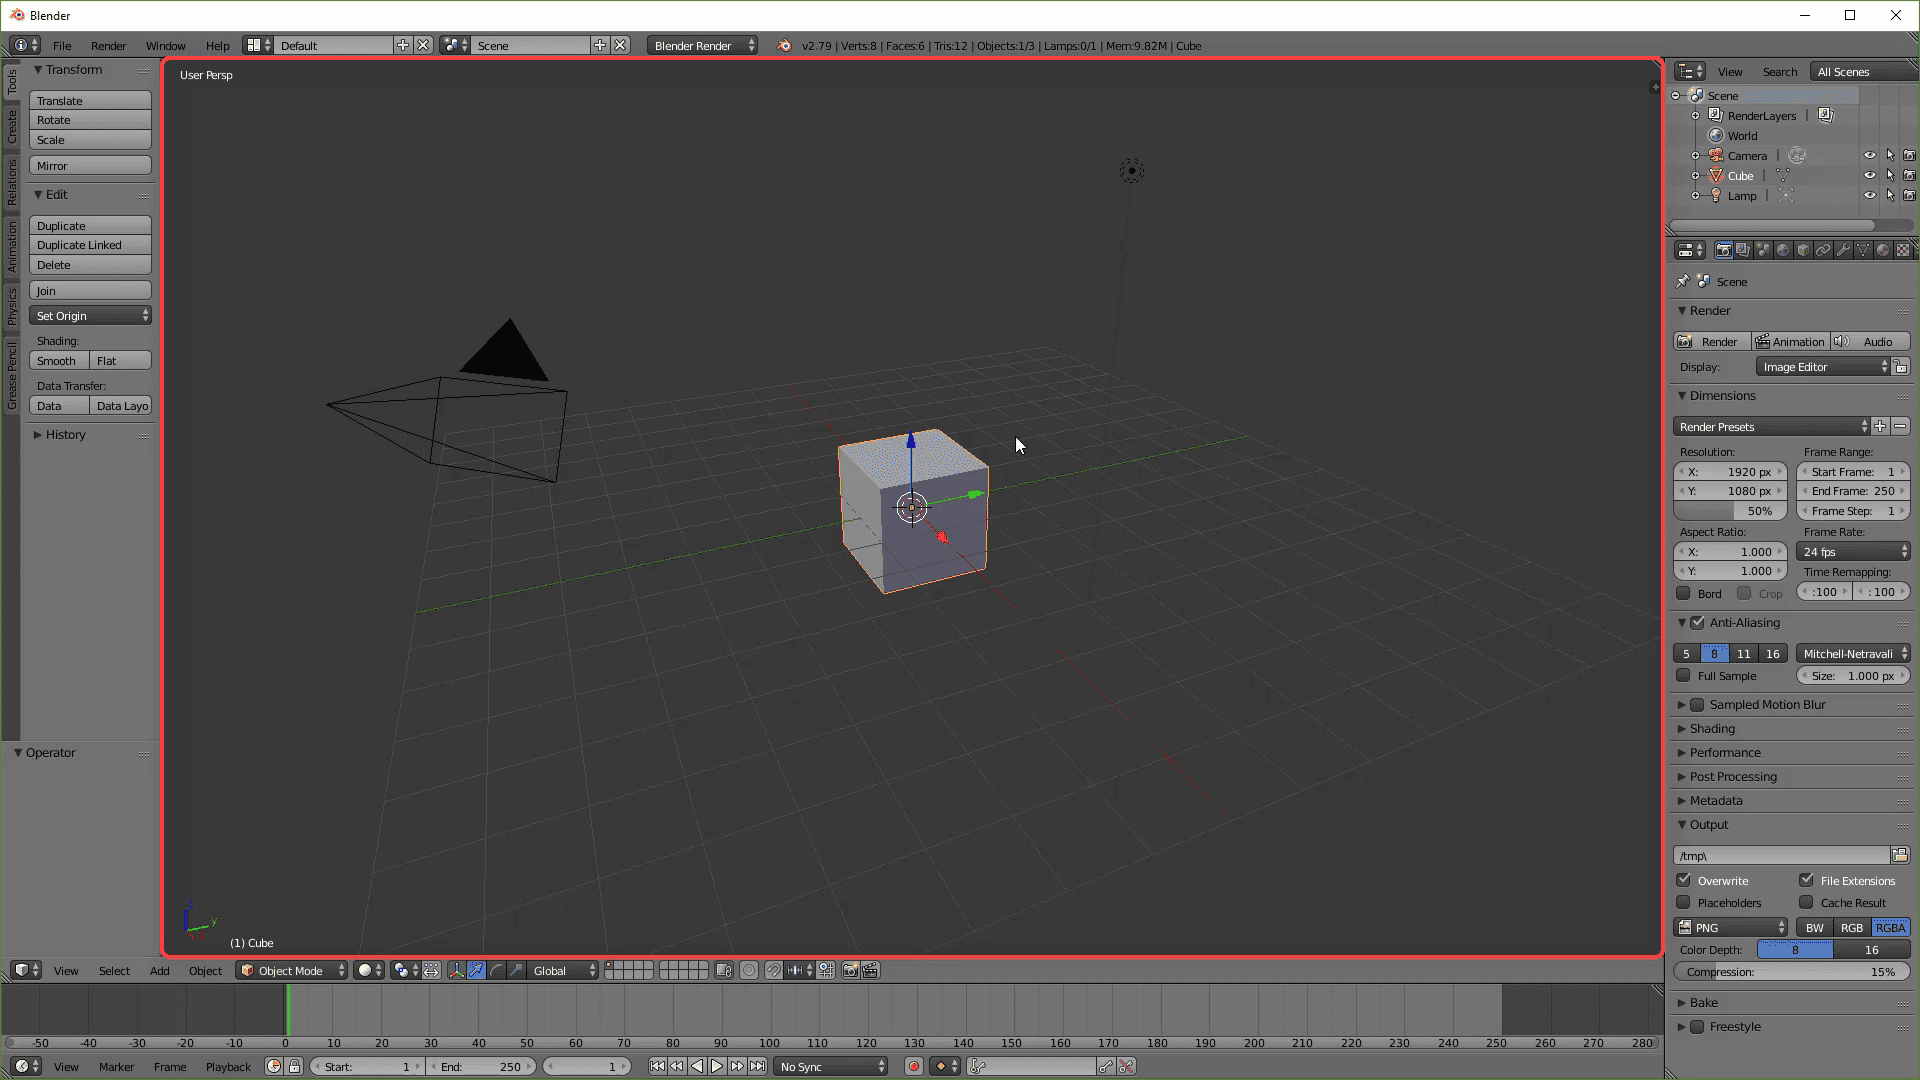 Blender
File Render Window Help Default Scene Blender Render v2.79 | Verts:8 | Faces:6 | Tris:12 | Objects:1/3 | Lamps:0/1 | Mem:9.82M | Cube
Tools
Create
Relations
Animation
Physics
Grease Pencil
Transform
Translate
Rotate
Scale
Mirror
Edit
Duplicate
Duplicate Linked
Delete
Join
Set Origin
Shading:
Smooth Flat
Data Transfer:
Data Data Layo
History
Operator
User Persp
z
y
(1) Cube
View Select Add Object Object Mode Global
-50 -40 -30 -20 -10 0 10 20 30 40 50 60 70 80 90 100 110 120 130 140 150 160 170 180 190 200 210 220 230 240 250 260 270 280
View Marker Frame Playback Start: 1 End: 250 1 No Sync
View Search All Scenes
Scene
RenderLayers |
World
Camera |
Cube |
Lamp |
Scene
Render
Render Animation Audio
Display: Image Editor
Dimensions
Render Presets
Resolution: Frame Range:
X: 1920 px Start Frame: 1
Y: 1080 px End Frame: 250
50% Frame Step: 1
Aspect Ratio: Frame Rate:
X: 1.000 24 fps
Y: 1.000 Time Remapping:
Bord Crop :100 : 100
Anti-Aliasing
5 8 11 16 Mitchell-Netravali
Full Sample Size: 1.000 px
Sampled Motion Blur
Shading
Performance
Post Processing
Metadata
Output
/tmp\
Overwrite File Extensions
Placeholders Cache Result
PNG BW RGB RGBA
Color Depth: 8 16
Compression: 15%
Bake
Freestyle